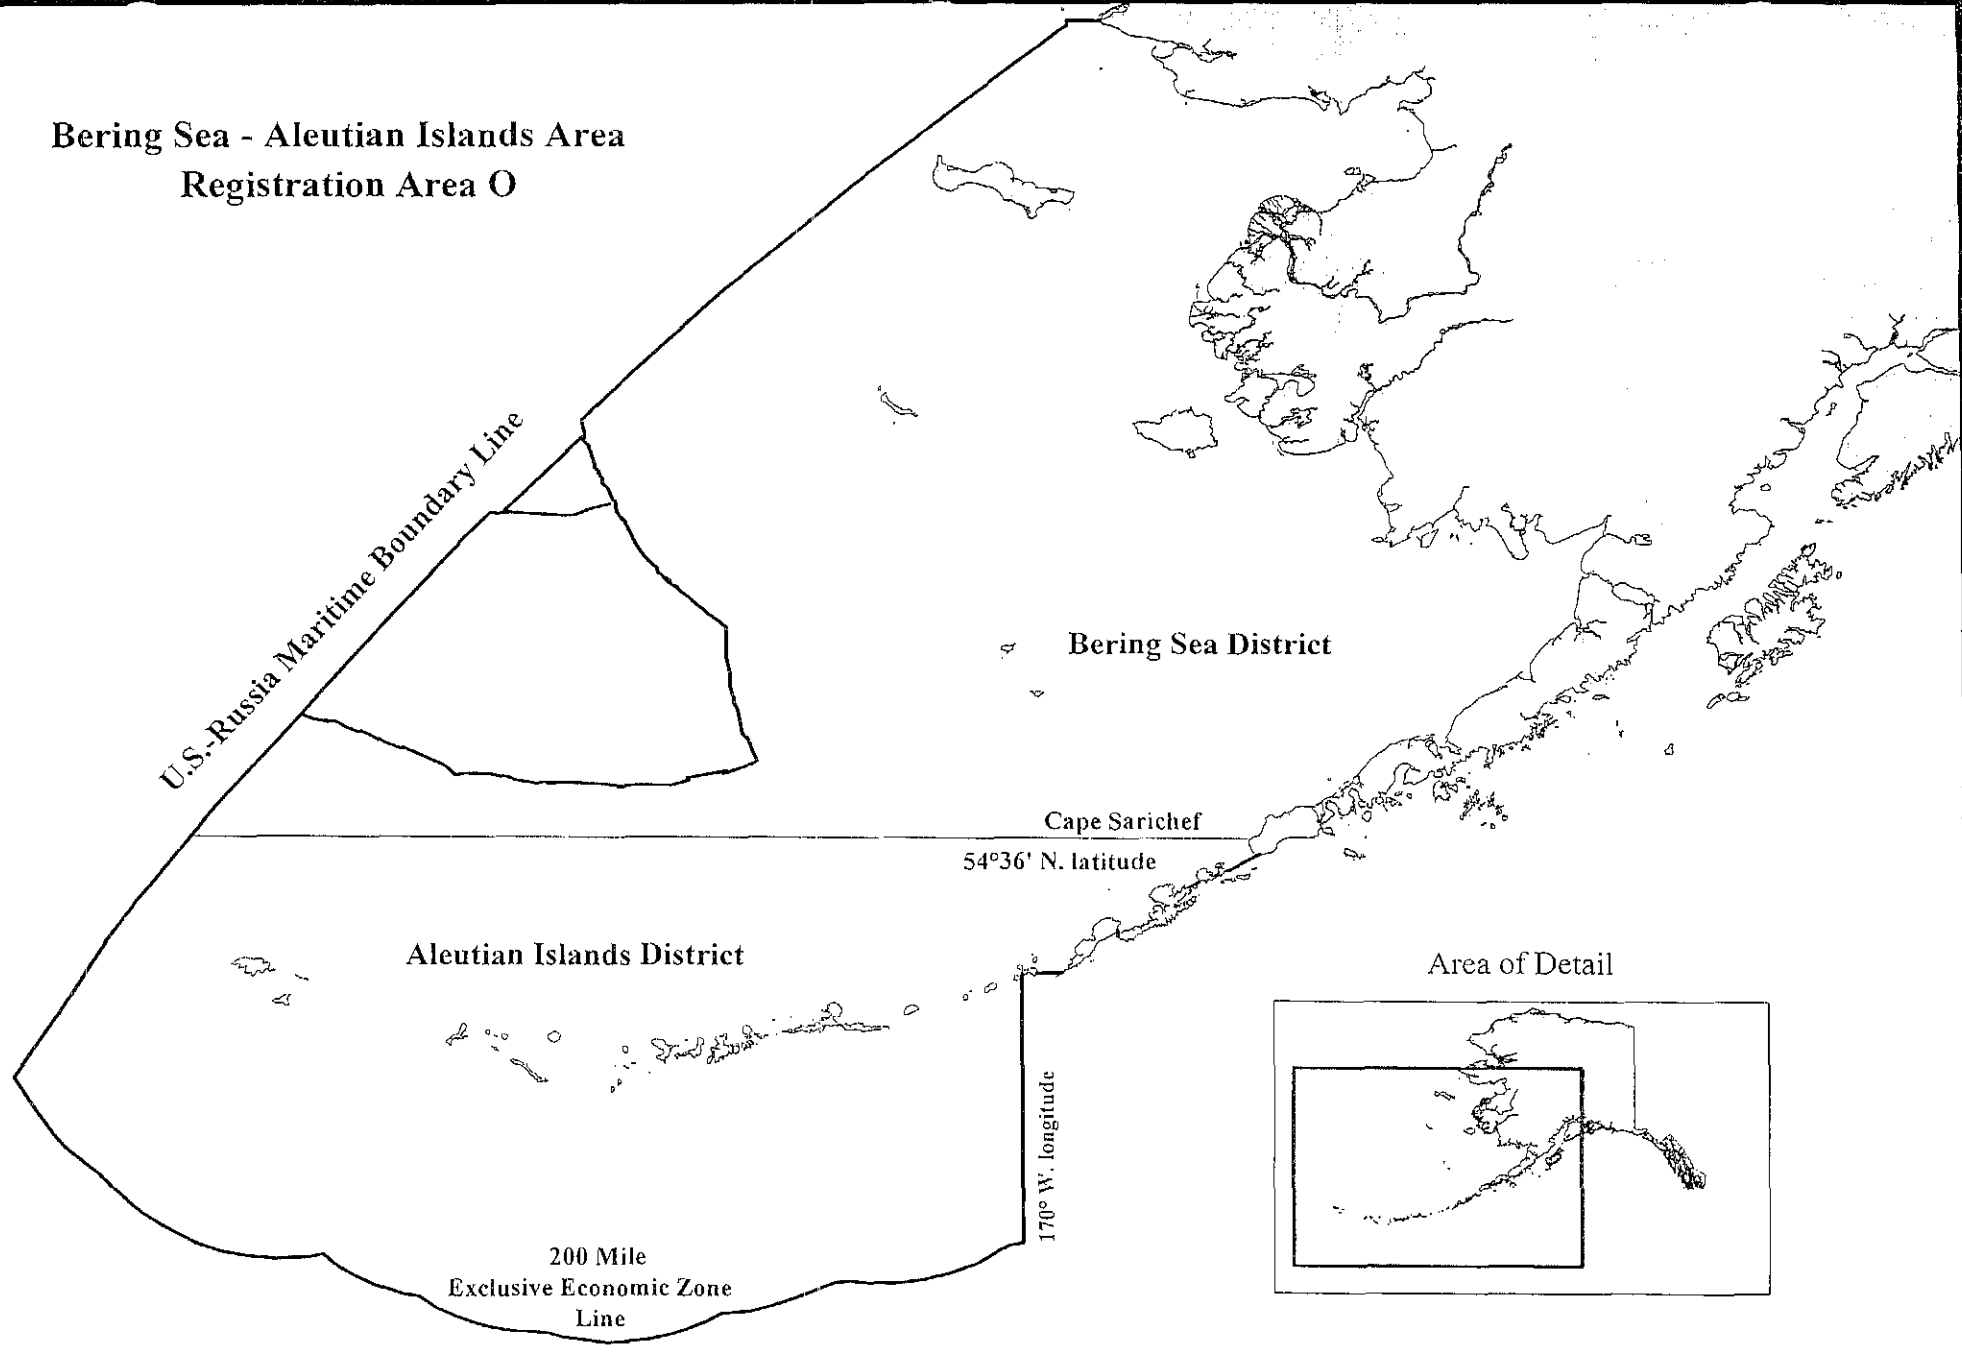 Bering Sea - Aleutian Islands Area
Registration Area O
U.S.-Russia Maritime Boundary Line
Bering Sea District
Cape Sarichef
54°36' N. latitude
Aleutian Islands District
Area of Detail
170° W. longitude
200 Mile
Exclusive Economic Zone
Line